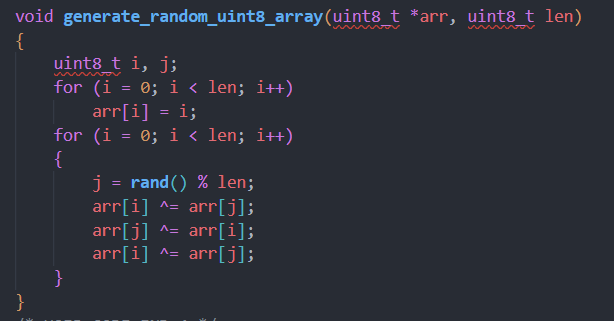 void generate_random_uint8_array(uint8_t *arr, uint8_t len)
{
    uint8_t i, j;
    for (i = 0; i < len; i++)
        arr[i] = i;
    for (i = 0; i < len; i++)
    {
        j = rand() % len;
        arr[i] ^= arr[j];
        arr[j] ^= arr[i];
        arr[i] ^= arr[j];
    }
}